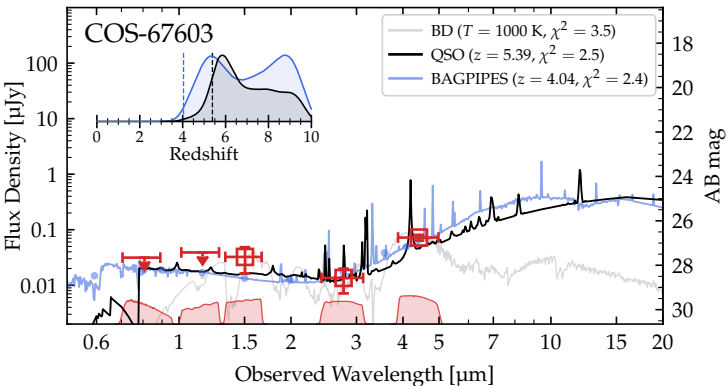 COS-67603
BD (T = 1000 K, χ² = 3.5)
QSO (z = 5.39, χ² = 2.5)
BAGPIPES (z = 4.04, χ² = 2.4)
0 2 4 6 8 10
Redshift
100
10
1
0.1
0.01
Flux Density [μJy]
18
20
22
24
26
28
30
AB mag
0.6 1 1.5 2 3 4 5 6 7 10 15 20
Observed Wavelength [μm]